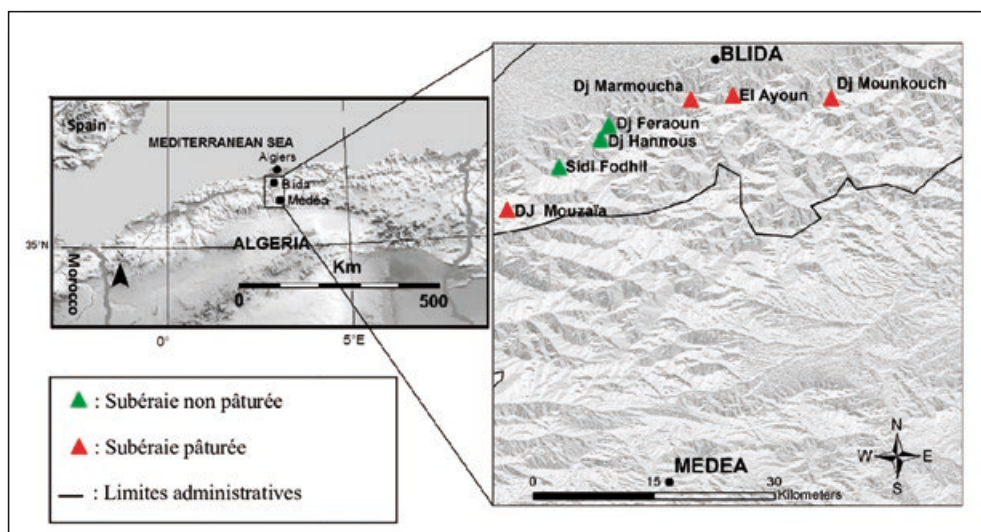 Spain
MEDITERRANEAN SEA
Algiers
Blida
Médéa
ALGERIA
35°N
Morocco
Km
0 500
0° 5°E
BLIDA
Dj Marmoucha
Dj Mounkouch
El Ayoun
Dj Feraoun
Dj Hannous
Sidi Fodhil
DJ Mouzaïa
MEDEA
0 15 30
Kilometers
N
W E
S
: Subéraie non pâturée
: Subéraie pâturée
: Limites administratives